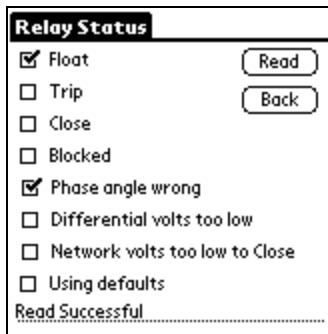 Relay Status
Float
Read
Trip
Back
Close
Blocked
Phase angle wrong
Differential volts too low
Network volts too low to Close
Using defaults
Read Successful